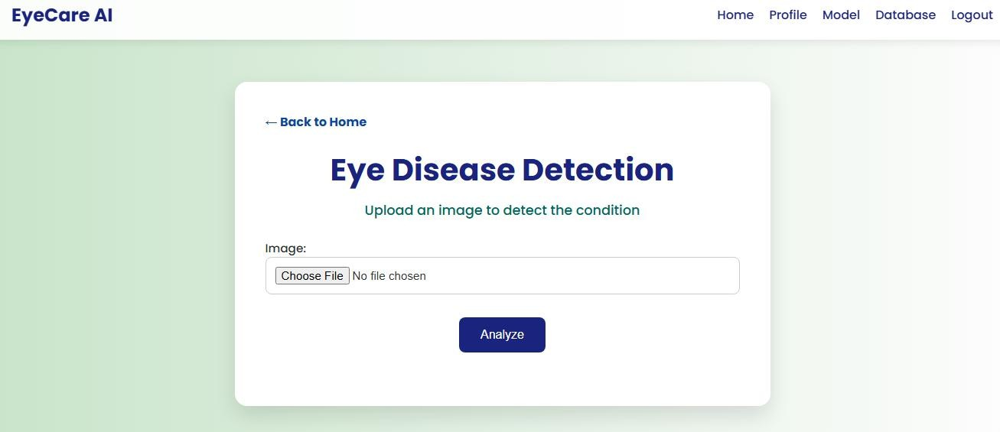 EyeCare AI
Home Profile Model Database Logout
← Back to Home
Eye Disease Detection
Upload an image to detect the condition
Image:
Choose File No file chosen
Analyze